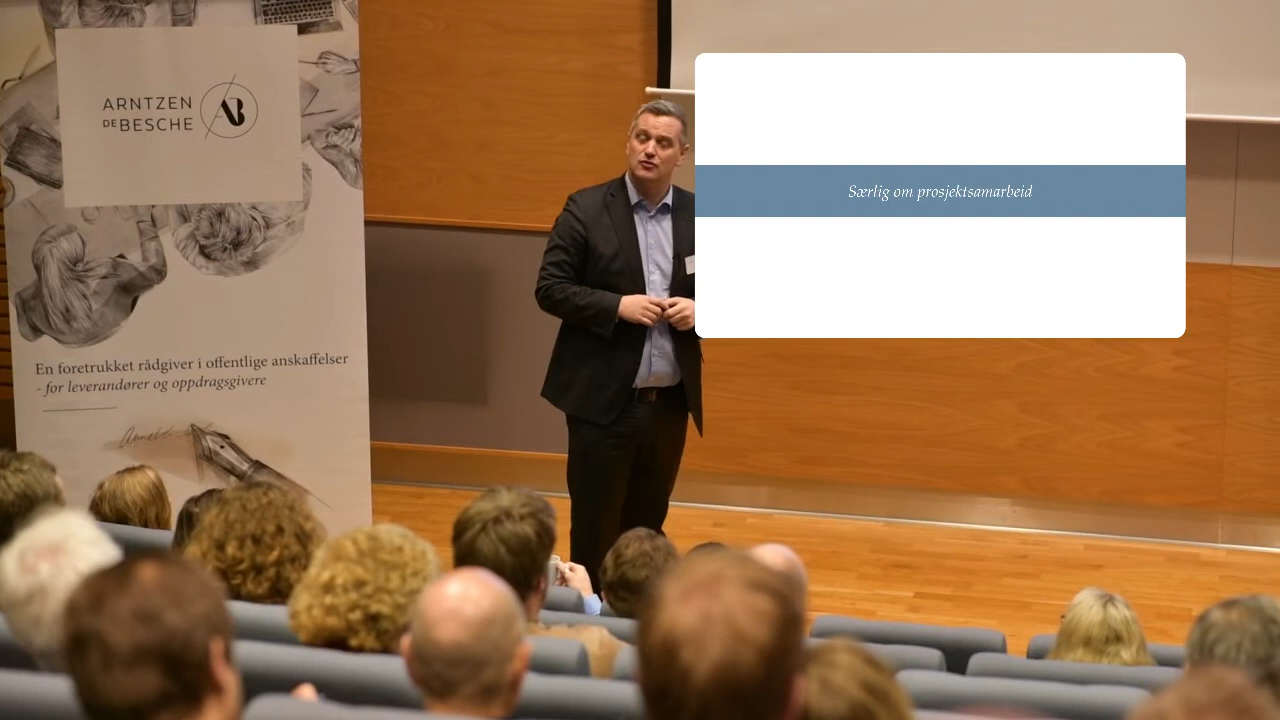 ARNTZEN
DE BESCHE
AB
En foretrukket rådgiver i offentlige anskaffelser
- for leverandører og oppdragsgivere
Særlig om prosjektsamarbeid